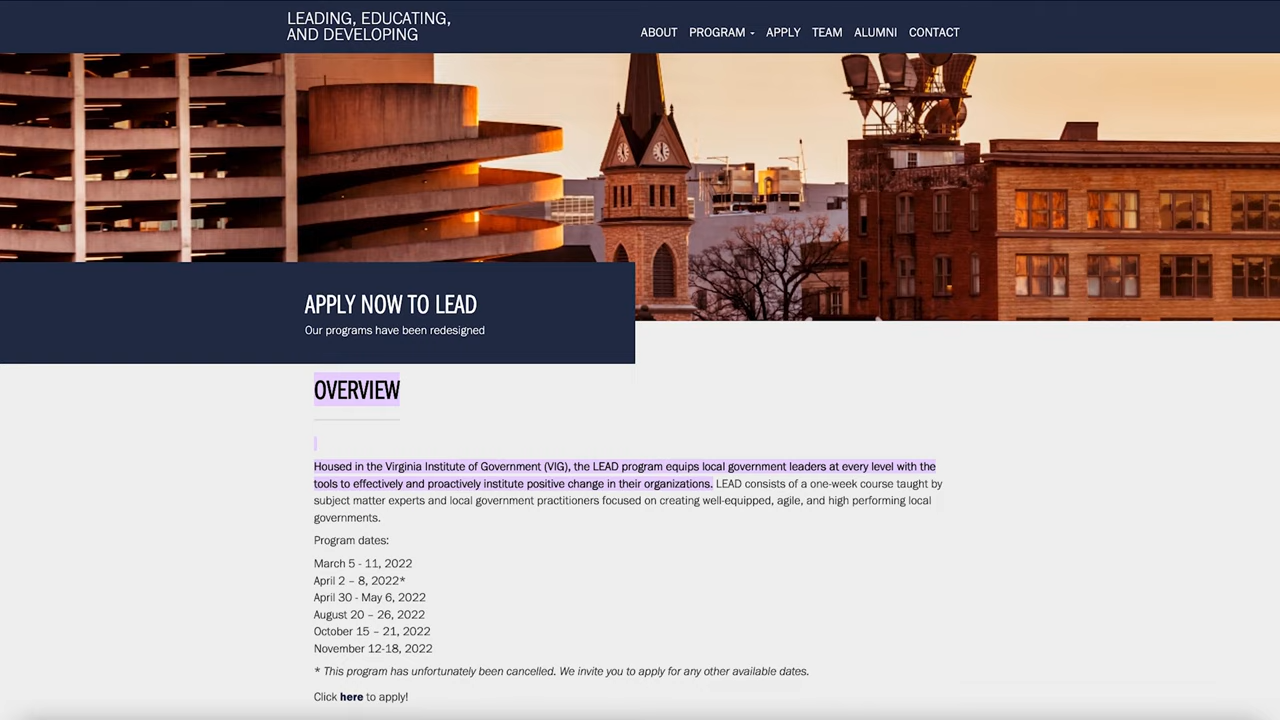 LEADING, EDUCATING,
AND DEVELOPING
ABOUT PROGRAM APPLY TEAM ALUMNI CONTACT
APPLY NOW TO LEAD
Our programs have been redesigned
OVERVIEW
Housed in the Virginia Institute of Government (VIG), the LEAD program equips local government leaders at every level with the
tools to effectively and proactively institute positive change in their organizations. LEAD consists of a one-week course taught by
subject matter experts and local government practitioners focused on creating well-equipped, agile, and high performing local
governments.
Program dates:
March 5 - 11, 2022
April 2 – 8, 2022*
April 30 - May 6, 2022
August 20 – 26, 2022
October 15 – 21, 2022
November 12-18, 2022
* This program has unfortunately been cancelled. We invite you to apply for any other available dates.
Click here to apply!